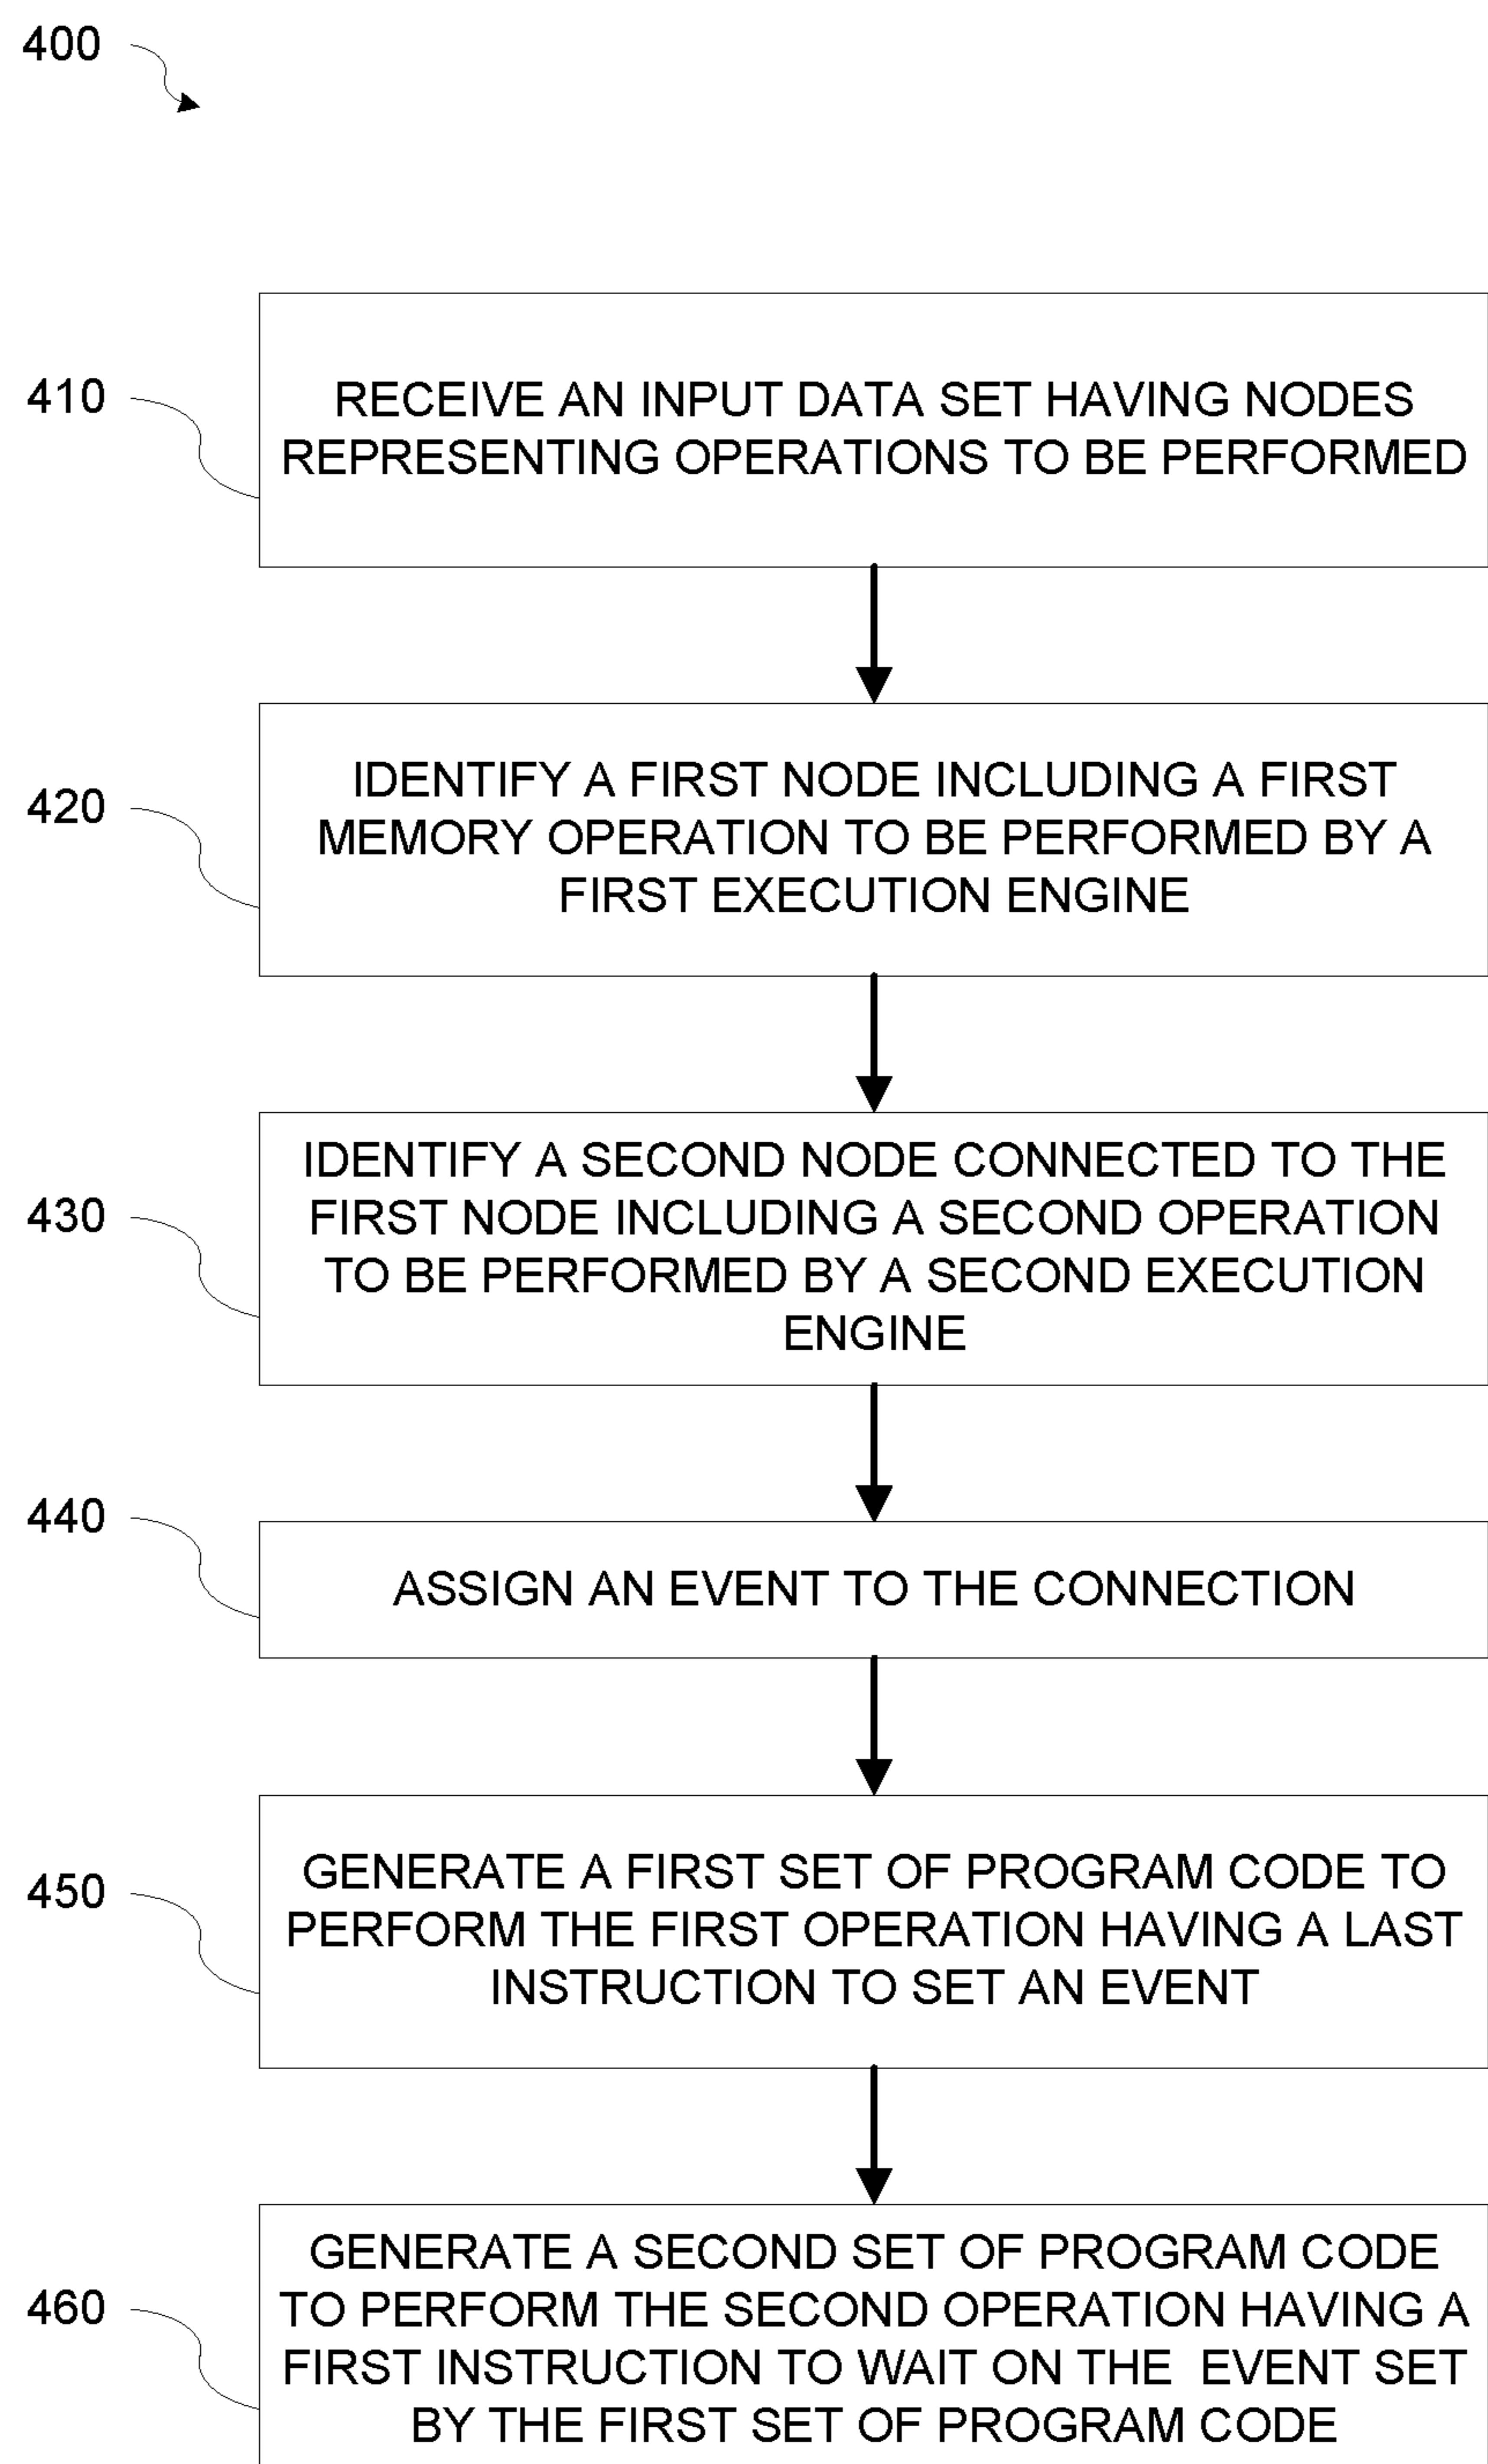 400
410
RECEIVE AN INPUT DATA SET HAVING NODES
REPRESENTING OPERATIONS TO BE PERFORMED
420
IDENTIFY A FIRST NODE INCLUDING A FIRST
MEMORY OPERATION TO BE PERFORMED BY A
FIRST EXECUTION ENGINE
430
IDENTIFY A SECOND NODE CONNECTED TO THE
FIRST NODE INCLUDING A SECOND OPERATION
TO BE PERFORMED BY A SECOND EXECUTION
ENGINE
440
ASSIGN AN EVENT TO THE CONNECTION
450
GENERATE A FIRST SET OF PROGRAM CODE TO
PERFORM THE FIRST OPERATION HAVING A LAST
INSTRUCTION TO SET AN EVENT
460
GENERATE A SECOND SET OF PROGRAM CODE
TO PERFORM THE SECOND OPERATION HAVING A
FIRST INSTRUCTION TO WAIT ON THE EVENT SET
BY THE FIRST SET OF PROGRAM CODE